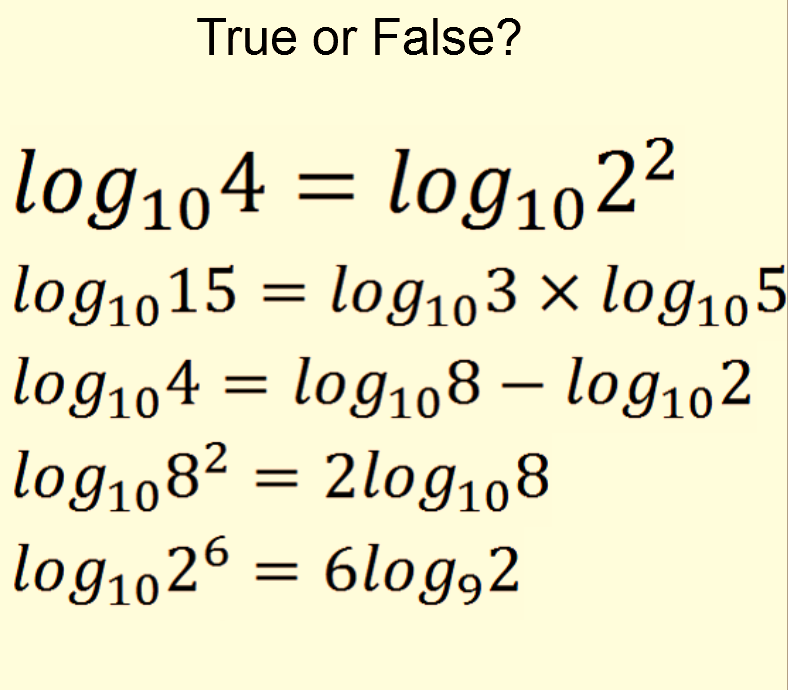 True or False?
log₁₀4 = log₁₀2²
log₁₀15 = log₁₀3 × log₁₀5
log₁₀4 = log₁₀8 − log₁₀2
log₁₀8² = 2log₁₀8
log₁₀2⁶ = 6log₉2